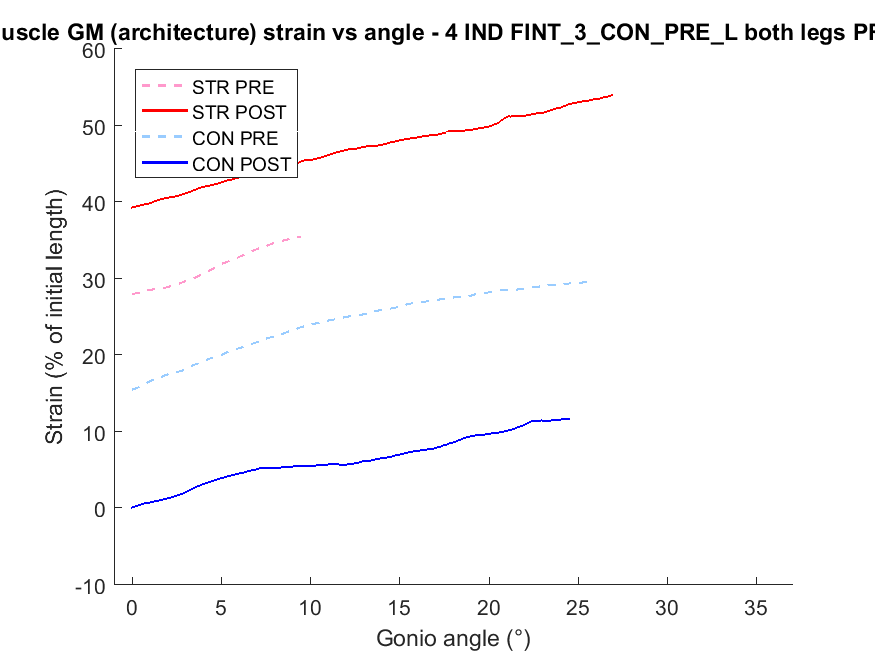 uscle GM (architecture) strain vs angle - 4 IND FINT_3_CON_PRE_L both legs PR
60
50
40
30
20
10
0
-10
STR PRE
STR POST
CON PRE
CON POST
Strain (% of initial length)
0 5 10 15 20 25 30 35
Gonio angle (°)